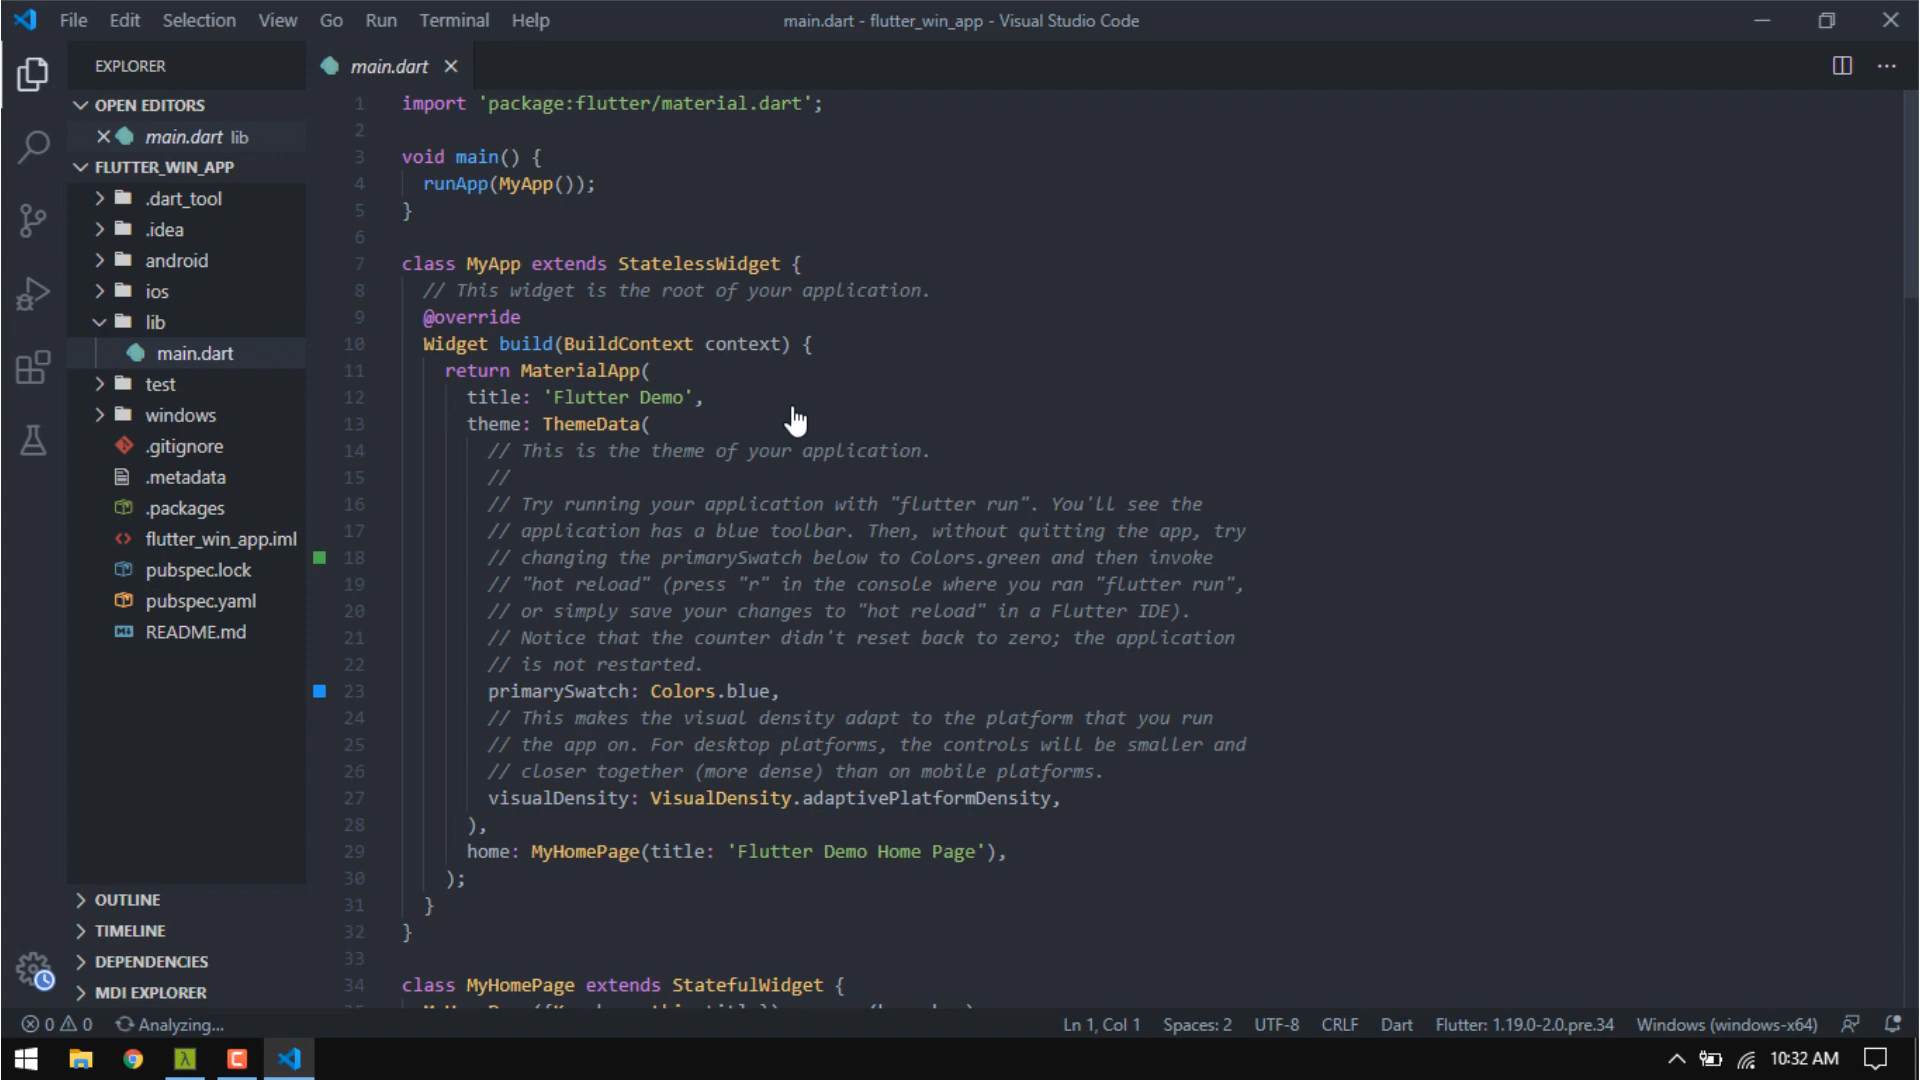 File Edit Selection View Go Run Terminal Help
main.dart - flutter_win_app - Visual Studio Code
EXPLORER
OPEN EDITORS
main.dart lib
FLUTTER_WIN_APP
.dart_tool
.idea
android
ios
lib
main.dart
test
windows
.gitignore
.metadata
.packages
flutter_win_app.iml
pubspec.lock
pubspec.yaml
README.md
OUTLINE
TIMELINE
DEPENDENCIES
MDI EXPLORER
main.dart
1 import 'package:flutter/material.dart';
2
3 void main() {
4 runApp(MyApp());
5 }
6
7 class MyApp extends StatelessWidget {
8 // This widget is the root of your application.
9 @override
10 Widget build(BuildContext context) {
11 return MaterialApp(
12 title: 'Flutter Demo',
13 theme: ThemeData(
14 // This is the theme of your application.
15 //
16 // Try running your application with "flutter run". You'll see the
17 // application has a blue toolbar. Then, without quitting the app, try
18 // changing the primarySwatch below to Colors.green and then invoke
19 // "hot reload" (press "r" in the console where you ran "flutter run",
20 // or simply save your changes to "hot reload" in a Flutter IDE).
21 // Notice that the counter didn't reset back to zero; the application
22 // is not restarted.
23 primarySwatch: Colors.blue,
24 // This makes the visual density adapt to the platform that you run
25 // the app on. For desktop platforms, the controls will be smaller and
26 // closer together (more dense) than on mobile platforms.
27 visualDensity: VisualDensity.adaptivePlatformDensity,
28 ),
29 home: MyHomePage(title: 'Flutter Demo Home Page'),
30 );
31 }
32 }
33
34 class MyHomePage extends StatefulWidget {
0 0 Analyzing...
Ln 1, Col 1 Spaces: 2 UTF-8 CRLF Dart Flutter: 1.19.0-2.0.pre.34 Windows (windows-x64)
10:32 AM